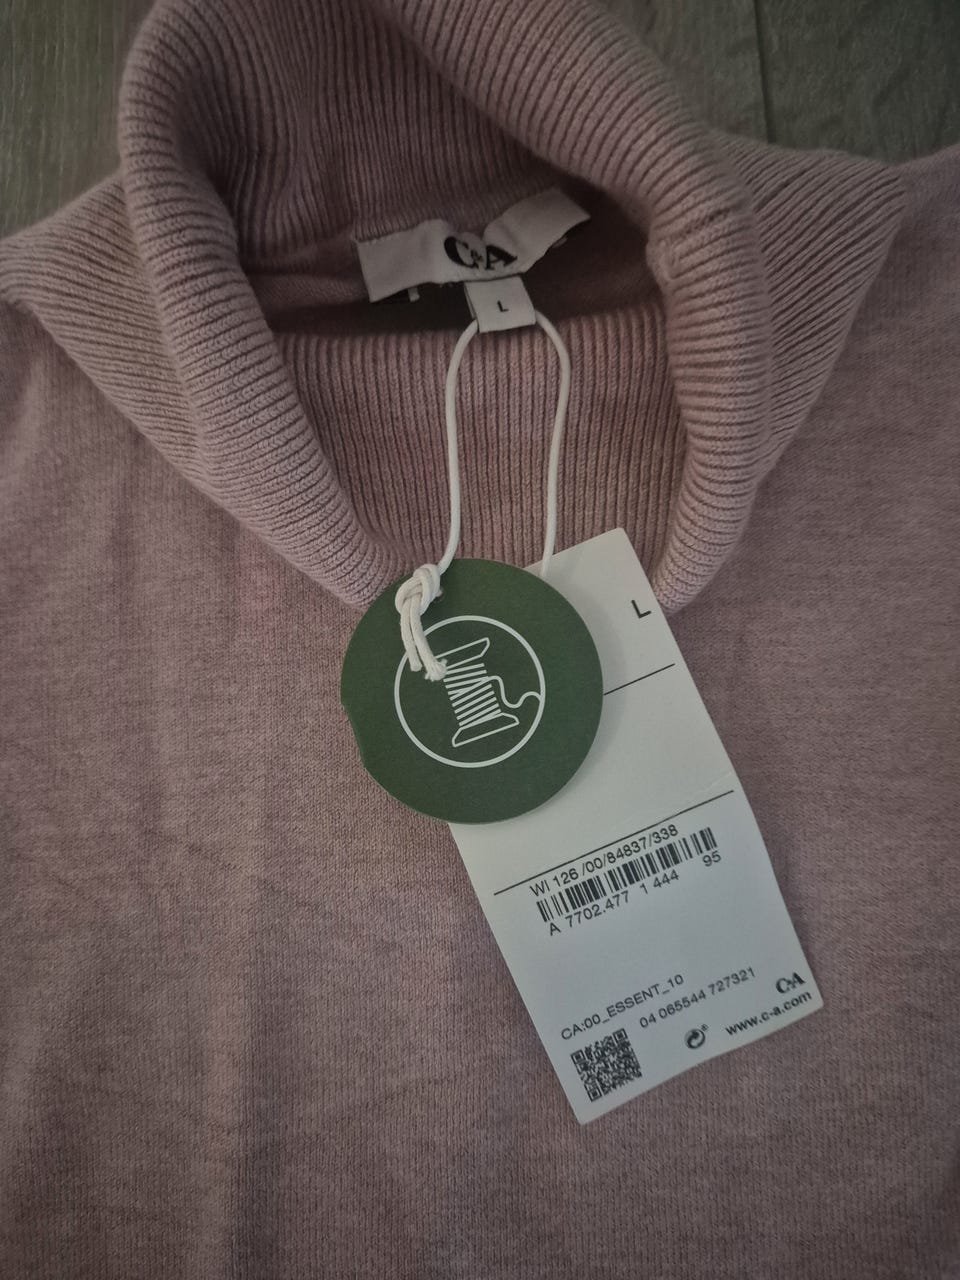 C&A
L
L
WI 126 /00/84837/338
A 7702.477 1 444 95
CA:00_ESSENT_10
04 065544 727321
C&A
www.c-a.com